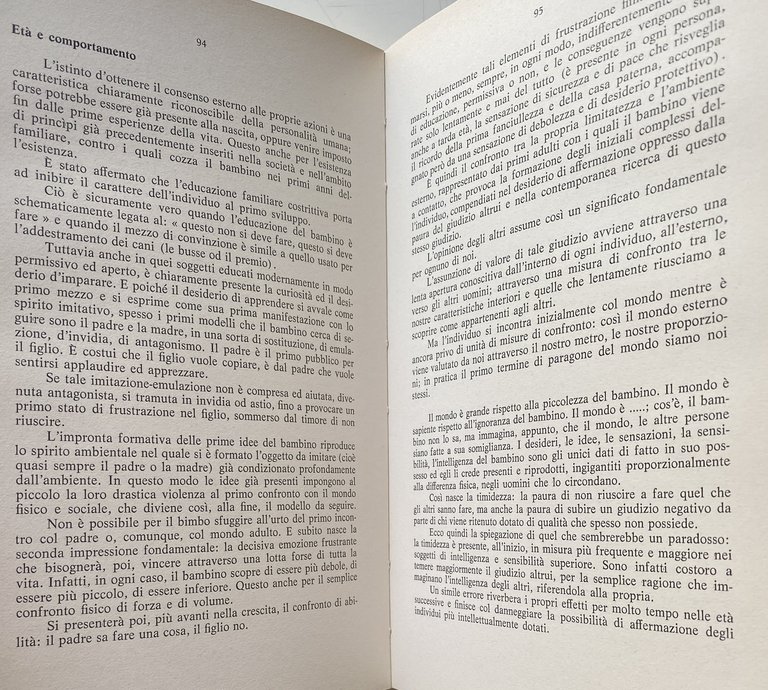 94
Età e comportamento
L'istinto d'ottenere il consenso esterno alle proprie azioni è una
caratteristica chiaramente riconoscibile della personalità umana;
forse potrebbe essere già presente alla nascita, oppure venire imposto
fin dalle prime esperienze della vita. Questo anche per l'esistenza
di princìpi già precedentemente inseriti nella società e nell'ambito
familiare, contro i quali cozza il bambino nei primi anni del-
l'esistenza.
È stato affermato che l'educazione familiare costrittiva porta
ad inibire il carattere dell'individuo al primo sviluppo.
Ciò è sicuramente vero quando l'educazione del bambino è
schematicamente legata al: « questo non si deve fare, questo si deve
fare » e quando il mezzo di convinzione è simile a quello usato per
l'addestramento dei cani (le busse od il premio).
Tuttavia anche in quei soggetti educati modernamente in modo
permissivo ed aperto, è chiaramente presente la curiosità ed il desi-
derio d'imparare. E poiché il desiderio di apprendere si avvale come
primo mezzo e si esprime come sua prima manifestazione con lo
spirito imitativo, spesso i primi modelli che il bambino cerca di se-
guire sono il padre e la madre, in una sorta di sostituzione, di emula-
zione, d'invidia, di antagonismo. Il padre è il primo pubblico per
il figlio. È costui che il figlio vuole copiare, è dal padre che vuole
sentirsi applaudire ed apprezzare.
Se tale imitazione-emulazione non è compresa ed aiutata, dive-
nuta antagonista, si tramuta in invidia ed astio, fino a provocare un
primo stato di frustrazione nel figlio, sommerso dal timore di non
riuscire.
L'impronta formativa delle prime idee del bambino riproduce
lo spirito ambientale nel quale si è formato l'oggetto da imitare (cioè
quasi sempre il padre o la madre) già condizionato profondamente
dall'ambiente. In questo modo le idee già presenti impongono al
piccolo la loro drastica violenza al primo confronto con il mondo
fisico e sociale, che diviene così, alla fine, il modello da seguire.
Non è possibile per il bimbo sfuggire all'urto del primo incon-
tro col padre o, comunque, col mondo adulto. E subito nasce la
seconda impressione fondamentale: la decisiva emozione frustrante
che bisognerà, poi, vincere attraverso una lotta forse di tutta la
vita. Infatti, in ogni caso, il bambino scopre di essere più debole, di
essere più piccolo, di essere inferiore. Questo anche per il semplice
confronto fisico di forza e di volume.
Si presenterà poi, più avanti nella crescita, il confronto di abi-
lità: il padre sa fare una cosa, il figlio no.
95
Evidentemente tali elementi di frustrazione
marsi, più o meno, sempre, in ogni modo, indifferentemente
di educazione, permissiva o non, e le conseguenze vengono
rate solo lentamente e mai del tutto (è presente in ogni persona,
anche a tarda età, la sensazione di sicurezza e di pace che risveglia
il ricordo della prima fanciullezza e della casa paterna, accompa-
gnato però da una sensazione di debolezza e di desiderio protettivo).
È quindi il confronto tra la propria limitatezza e l'ambiente
esterno, rappresentato dai primi adulti con i quali il bambino viene
a contatto, che provoca la formazione degli iniziali complessi del-
l'individuo, compendiati nel desiderio di affermazione oppresso dalla
paura del giudizio altrui e nella contemporanea ricerca di questo
stesso giudizio.
L'opinione degli altri assume così un significato fondamentale
per ognuno di noi.
L'assunzione di valore di tale giudizio avviene attraverso una
lenta apertura conoscitiva dall'interno di ogni individuo, all'esterno,
verso gli altri uomini; attraverso una misura di confronto tra le
nostre caratteristiche interiori e quelle che lentamente riusciamo a
scoprire come appartenenti agli altri.
Ma l'individuo si incontra inizialmente col mondo mentre è
ancora privo di unità di misure di confronto: così il mondo esterno
viene valutato da noi attraverso il nostro metro, le nostre proporzio-
ni; in pratica il primo termine di paragone del mondo siamo noi
stessi.
Il mondo è grande rispetto alla piccolezza del bambino. Il mondo è
sapiente rispetto all'ignoranza del bambino. Il mondo è .....; cos'è, il bam-
bino non lo sa, ma immagina, appunto, che il mondo, le altre persone
siano fatte a sua somiglianza. I desideri, le idee, le sensazioni, la sensi-
bilità, l'intelligenza del bambino sono gli unici dati di fatto in suo pos-
sesso ed egli li crede presenti e riprodotti, ingigantiti proporzionalmente
alla differenza fisica, negli uomini che lo circondano.
Così nasce la timidezza: la paura di non riuscire a fare quel che
gli altri sanno fare, ma anche la paura di subire un giudizio negativo da
parte di chi viene ritenuto dotato di qualità che spesso non possiede.
Ecco quindi la spiegazione di quel che sembrerebbe un paradosso:
la timidezza è presente, all'inizio, in misura più frequente e maggiore nei
soggetti di intelligenza e sensibilità superiore. Sono infatti costoro a
temere maggiormente il giudizio altrui, per la semplice ragione che im-
maginano l'intelligenza degli altri, riferendola alla propria.
Un simile errore riverbera i propri effetti per molto tempo nelle età
successive e finisce col danneggiare la possibilità di affermazione degli
individui più intellettualmente dotati.